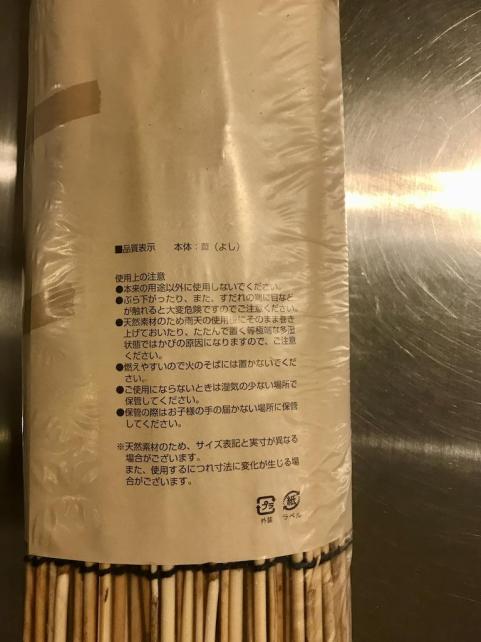 ■品質表示 本体：葭（よし）
使用上の注意
●本来の用途以外に使用しないでください。
●ぶら下がったり、また、すだれの端に目など
が触れると大変危険ですのでご注意ください。
●天然素材のため雨天の使用にそのまま巻き
上げておいたり、たたんで置く等極端な多湿
状態ではかびの原因になりますので、ご注意
ください。
●燃えやすいので火のそばには置かないでくだ
さい。
●ご使用にならないときは湿気の少ない場所で
保管してください。
●保管の際はお子様の手の届かない場所に保管
してください。
※天然素材のため、サイズ表記と実寸が異なる
場合がございます。
また、使用するにつれ寸法に変化が生じる場
合がございます。
プラ 紙
外装 ラベル